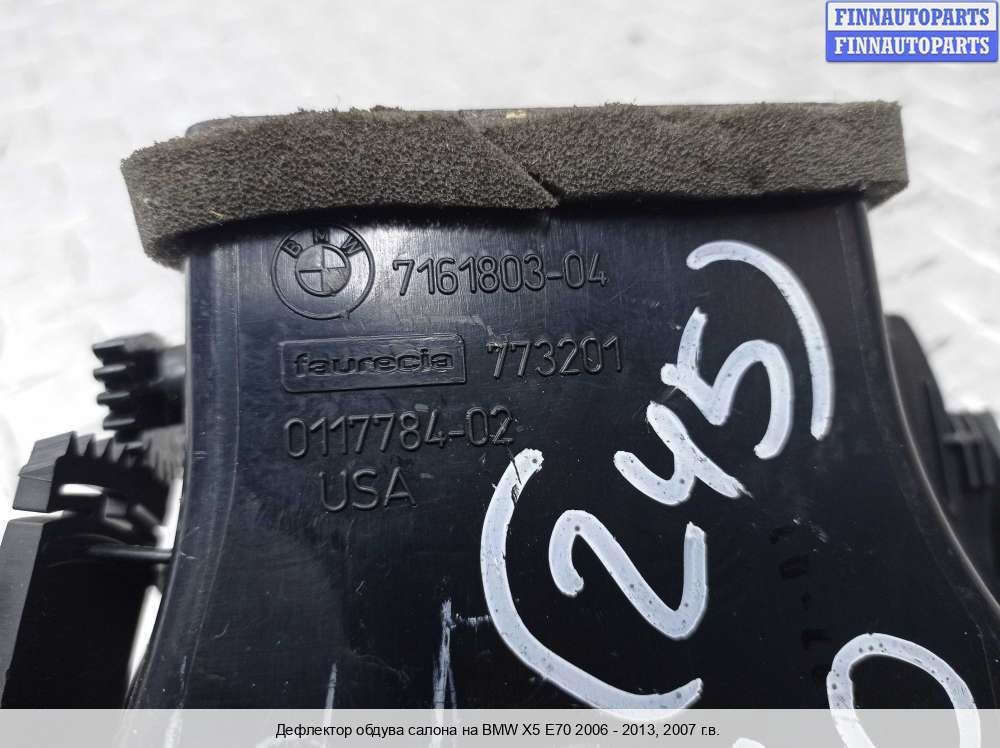 FINNAUTOPARTS
FINNAUTOPARTS
BMW
7161803-04
faurecia 773201
0117784-02
USA
(245)
Дефлектор обдува салона на BMW X5 E70 2006 - 2013, 2007 г.в.